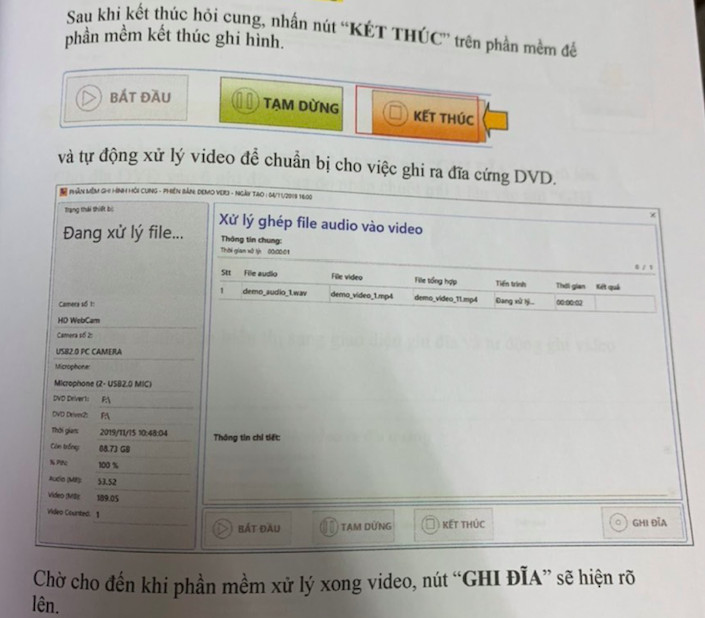 Sau khi kết thúc hỏi cung, nhấn nút “KẾT THÚC” trên phần mềm để
phần mềm kết thúc ghi hình.
BẮT ĐẦU TẠM DỪNG KẾT THÚC
và tự động xử lý video để chuẩn bị cho việc ghi ra đĩa cứng DVD.
PHẦN MỀM GHI HÌNH HỎI CUNG - PHIÊN BẢN: DEMO VER3 - NGÀY TẠO : 04/11/2019 16:00
Trạng thái thiết bị:
Đang xử lý file...
Xử lý ghép file audio vào video
Thông tin chung:
Thời gian xử lý: 00:00:01
0 / 1
Stt File audio File video File tổng hợp Tiến trình Thời gian Kết quả
1 demo_audio_1.wav demo_video_1.mp4 demo_video_11.mp4 Đang xử lý... 00:00:02
Camera số 1:
HD WebCam
Camera số 2:
USB2.0 PC CAMERA
Microphone:
Microphone (2- USB2.0 MIC)
DVD Driver1: F:\
DVD Driver2: F:\
Thời gian: 2019/11/15 10:48:04
Còn trống: 68.73 GB
% Pin: 100 %
Audio (MB): 53.52
Video (MB): 109.05
Video Counted: 1
Thông tin chi tiết:
BẮT ĐẦU TẠM DỪNG KẾT THÚC GHI ĐĨA
Chờ cho đến khi phần mềm xử lý xong video, nút “GHI ĐĨA” sẽ hiện rõ
lên.